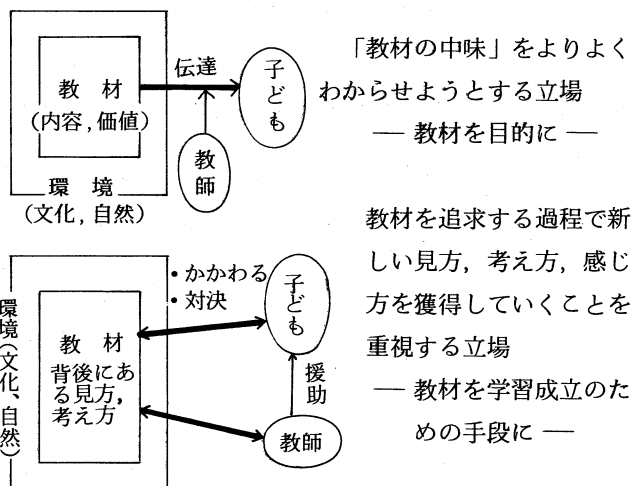 教 材
(内容,価値)
環 境
(文化,自然)
伝達
子ども
教師
「教材の中味」をよりよく
わからせようとする立場
── 教材を目的に ──
環境(文化、自然)
教 材
背後にあ
る見方,
考え方
・かかわる
・対決
子ども
援助
教師
教材を追求する過程で新
しい見方,考え方,感じ
方を獲得していくことを
重視する立場
── 教材を学習成立のた
めの手段に ──